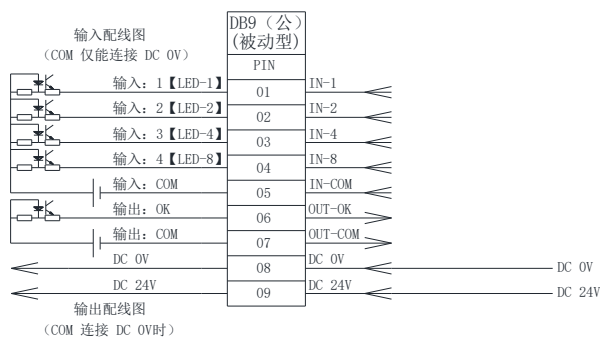 输入配线图
(COM 仅能连接 DC 0V)
DB9（公）
(被动型)
PIN
输入: 1【LED-1】 01 IN-1
输入: 2【LED-2】 02 IN-2
输入: 3【LED-4】 03 IN-4
输入: 4【LED-8】 04 IN-8
输入: COM 05 IN-COM
输出: OK 06 OUT-OK
输出: COM 07 OUT-COM
DC 0V 08 DC 0V DC 0V
DC 24V 09 DC 24V DC 24V
输出配线图
(COM 连接 DC 0V时)